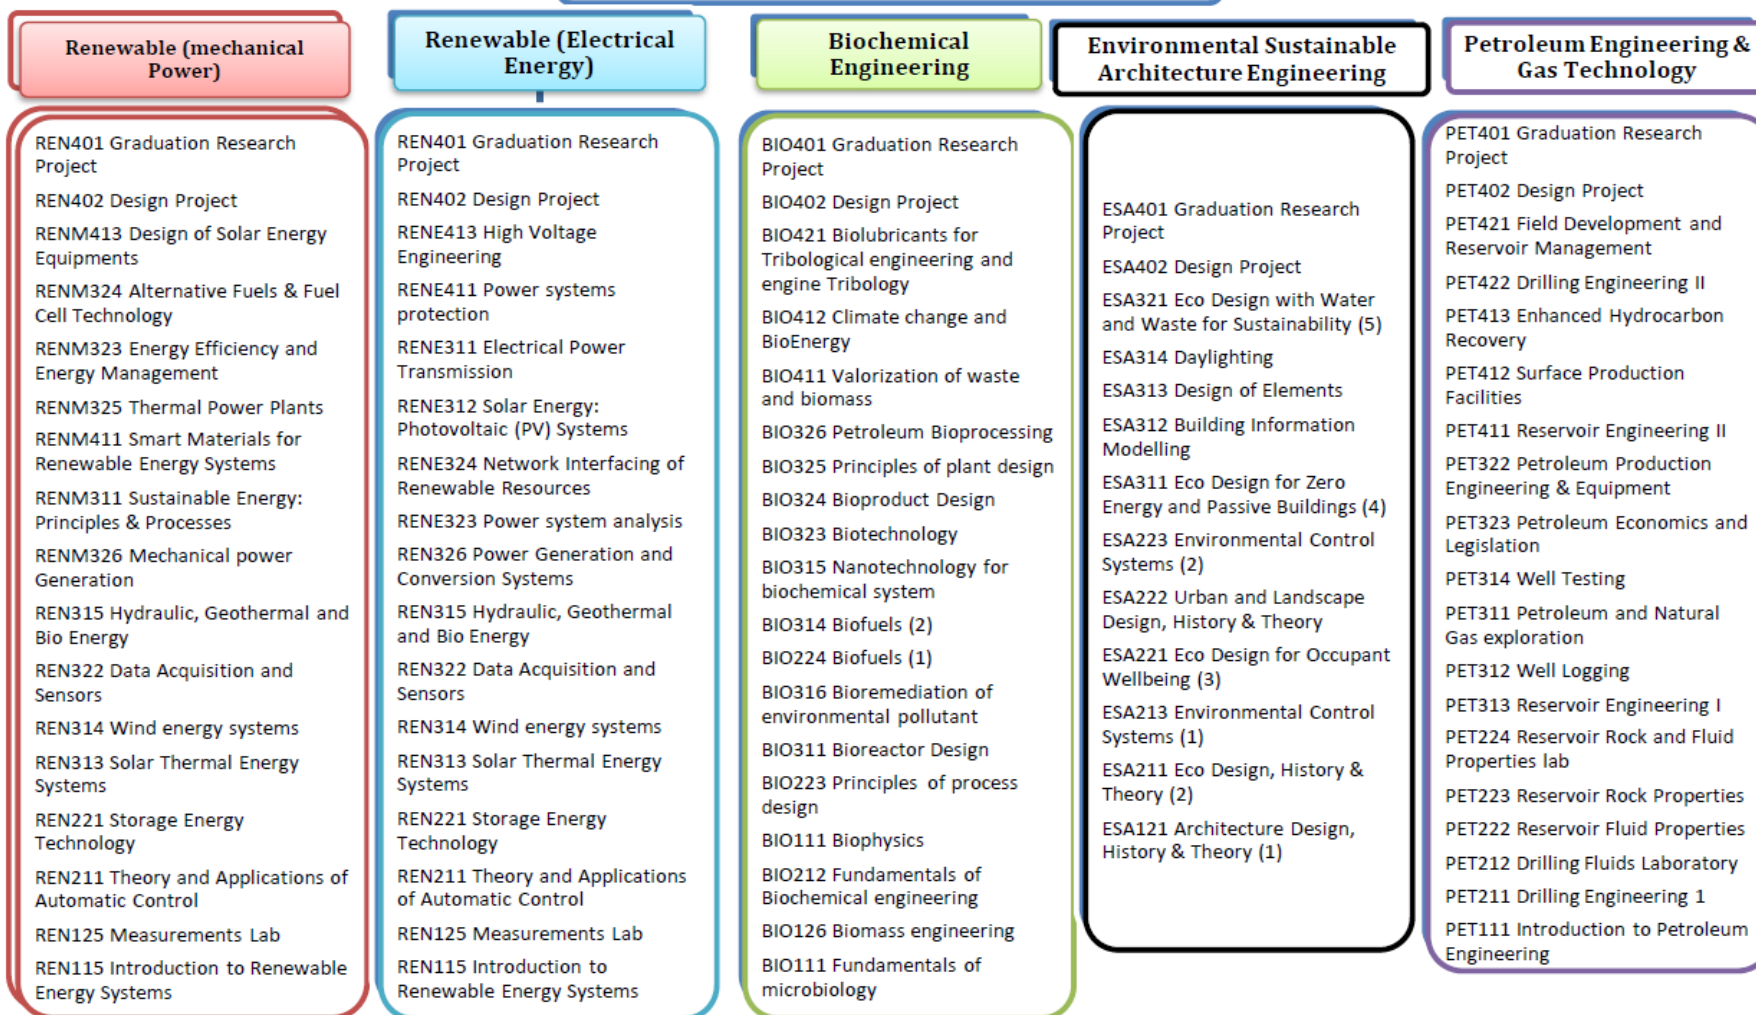 Renewable (mechanical
Power)
REN401 Graduation Research
Project
REN402 Design Project
RENM413 Design of Solar Energy
Equipments
RENM324 Alternative Fuels & Fuel
Cell Technology
RENM323 Energy Efficiency and
Energy Management
RENM325 Thermal Power Plants
RENM411 Smart Materials for
Renewable Energy Systems
RENM311 Sustainable Energy:
Principles & Processes
RENM326 Mechanical power
Generation
REN315 Hydraulic, Geothermal and
Bio Energy
REN322 Data Acquisition and
Sensors
REN314 Wind energy systems
REN313 Solar Thermal Energy
Systems
REN221 Storage Energy
Technology
REN211 Theory and Applications of
Automatic Control
REN125 Measurements Lab
REN115 Introduction to Renewable
Energy Systems
Renewable (Electrical
Energy)
REN401 Graduation Research
Project
REN402 Design Project
RENE413 High Voltage
Engineering
RENE411 Power systems
protection
RENE311 Electrical Power
Transmission
RENE312 Solar Energy:
Photovoltaic (PV) Systems
RENE324 Network Interfacing of
Renewable Resources
RENE323 Power system analysis
REN326 Power Generation and
Conversion Systems
REN315 Hydraulic, Geothermal
and Bio Energy
REN322 Data Acquisition and
Sensors
REN314 Wind energy systems
REN313 Solar Thermal Energy
Systems
REN221 Storage Energy
Technology
REN211 Theory and Applications
of Automatic Control
REN125 Measurements Lab
REN115 Introduction to
Renewable Energy Systems
Biochemical
Engineering
BIO401 Graduation Research
Project
BIO402 Design Project
BIO421 Biolubricants for
Tribological engineering and
engine Tribology
BIO412 Climate change and
BioEnergy
BIO411 Valorization of waste
and biomass
BIO326 Petroleum Bioprocessing
BIO325 Principles of plant design
BIO324 Bioproduct Design
BIO323 Biotechnology
BIO315 Nanotechnology for
biochemical system
BIO314 Biofuels (2)
BIO224 Biofuels (1)
BIO316 Bioremediation of
environmental pollutant
BIO311 Bioreactor Design
BIO223 Principles of process
design
BIO111 Biophysics
BIO212 Fundamentals of
Biochemical engineering
BIO126 Biomass engineering
BIO111 Fundamentals of
microbiology
Environmental Sustainable
Architecture Engineering
ESA401 Graduation Research
Project
ESA402 Design Project
ESA321 Eco Design with Water
and Waste for Sustainability (5)
ESA314 Daylighting
ESA313 Design of Elements
ESA312 Building Information
Modelling
ESA311 Eco Design for Zero
Energy and Passive Buildings (4)
ESA223 Environmental Control
Systems (2)
ESA222 Urban and Landscape
Design, History & Theory
ESA221 Eco Design for Occupant
Wellbeing (3)
ESA213 Environmental Control
Systems (1)
ESA211 Eco Design, History &
Theory (2)
ESA121 Architecture Design,
History & Theory (1)
Petroleum Engineering &
Gas Technology
PET401 Graduation Research
Project
PET402 Design Project
PET421 Field Development and
Reservoir Management
PET422 Drilling Engineering II
PET413 Enhanced Hydrocarbon
Recovery
PET412 Surface Production
Facilities
PET411 Reservoir Engineering II
PET322 Petroleum Production
Engineering & Equipment
PET323 Petroleum Economics and
Legislation
PET314 Well Testing
PET311 Petroleum and Natural
Gas exploration
PET312 Well Logging
PET313 Reservoir Engineering I
PET224 Reservoir Rock and Fluid
Properties lab
PET223 Reservoir Rock Properties
PET222 Reservoir Fluid Properties
PET212 Drilling Fluids Laboratory
PET211 Drilling Engineering 1
PET111 Introduction to Petroleum
Engineering